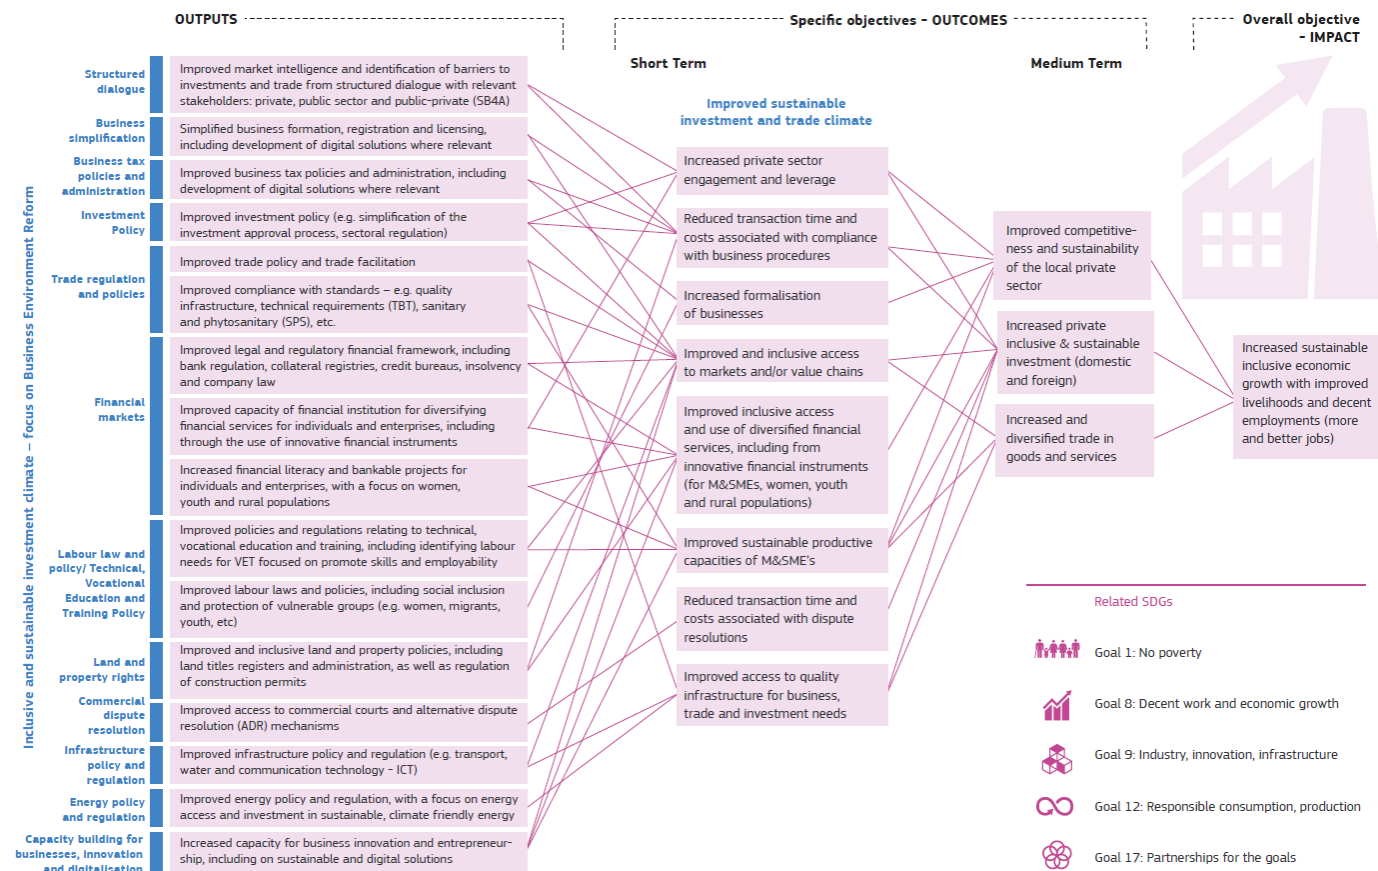 OUTPUTS
Specific objectives – OUTCOMES
Overall objective
– IMPACT
Short Term
Medium Term
Inclusive and sustainable investment climate – focus on Business Environment Reform
Structured
dialogue
Improved market intelligence and identification of barriers to
investments and trade from structured dialogue with relevant
stakeholders: private, public sector and public-private (SB4A)
Business
simplification
Simplified business formation, registration and licensing,
including development of digital solutions where relevant
Business tax
policies and
administration
Improved business tax policies and administration, including
development of digital solutions where relevant
Investment
Policy
Improved investment policy (e.g. simplification of the
investment approval process, sectoral regulation)
Trade regulation
and policies
Improved trade policy and trade facilitation
Improved compliance with standards – e.g. quality
infrastructure, technical requirements (TBT), sanitary
and phytosanitary (SPS), etc.
Financial
markets
Improved legal and regulatory financial framework, including
bank regulation, collateral registries, credit bureaus, insolvency
and company law
Improved capacity of financial institution for diversifying
financial services for individuals and enterprises, including
through the use of innovative financial instruments
Increased financial literacy and bankable projects for
individuals and enterprises, with a focus on women,
youth and rural populations
Labour law and
policy/ Technical,
Vocational
Education and
Training Policy
Improved policies and regulations relating to technical,
vocational education and training, including identifying labour
needs for VET focused on promote skills and employability
Improved labour laws and policies, including social inclusion
and protection of vulnerable groups (e.g. women, migrants,
youth, etc)
Land and
property rights
Improved and inclusive land and property policies, including
land titles registers and administration, as well as regulation
of construction permits
Commercial
dispute
resolution
Improved access to commercial courts and alternative dispute
resolution (ADR) mechanisms
Infrastructure
policy and
regulation
Improved infrastructure policy and regulation (e.g. transport,
water and communication technology - ICT)
Energy policy
and regulation
Improved energy policy and regulation, with a focus on energy
access and investment in sustainable, climate friendly energy
Capacity building for
businesses, innovation
and digitalisation
Increased capacity for business innovation and entrepreneur-
ship, including on sustainable and digital solutions
Improved sustainable
investment and trade climate
Increased private sector
engagement and leverage
Reduced transaction time and
costs associated with compliance
with business procedures
Increased formalisation
of businesses
Improved and inclusive access
to markets and/or value chains
Improved inclusive access
and use of diversified financial
services, including from
innovative financial instruments
(for M&SMEs, women, youth
and rural populations)
Improved sustainable productive
capacities of M&SME's
Reduced transaction time and
costs associated with dispute
resolutions
Improved access to quality
infrastructure for business,
trade and investment needs
Improved competitive-
ness and sustainability
of the local private
sector
Increased private
inclusive & sustainable
investment (domestic
and foreign)
Increased and
diversified trade in
goods and services
Increased sustainable
inclusive economic
growth with improved
livelihoods and decent
employments (more
and better jobs)
Related SDGs
Goal 1: No poverty
Goal 8: Decent work and economic growth
Goal 9: Industry, innovation, infrastructure
Goal 12: Responsible consumption, production
Goal 17: Partnerships for the goals